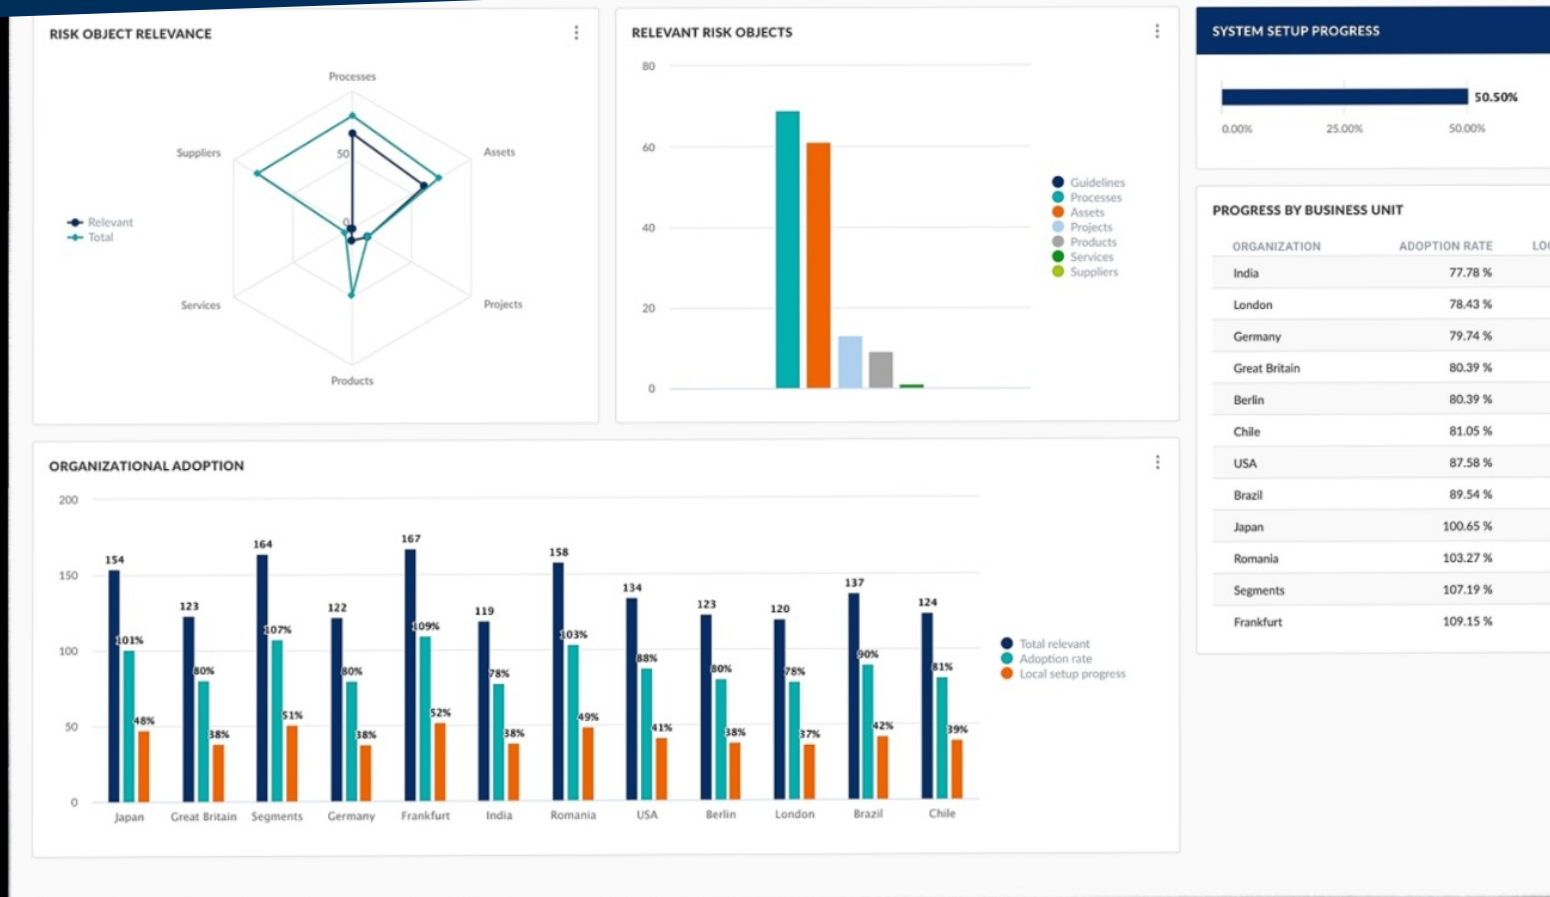 RISK OBJECT RELEVANCE
Processes
Suppliers
Assets
50
0
Relevant
Total
Services
Projects
Products
RELEVANT RISK OBJECTS
80
60
40
20
0
Guidelines
Processes
Assets
Projects
Products
Services
Suppliers
SYSTEM SETUP PROGRESS
50.50%
0.00% 25.00% 50.00%
PROGRESS BY BUSINESS UNIT
ORGANIZATION ADOPTION RATE
India 77.78 %
London 78.43 %
Germany 79.74 %
Great Britain 80.39 %
Berlin 80.39 %
Chile 81.05 %
USA 87.58 %
Brazil 89.54 %
Japan 100.65 %
Romania 103.27 %
Segments 107.19 %
Frankfurt 109.15 %
ORGANIZATIONAL ADOPTION
200
150
100
50
0
154 101% 48%
123 80% 38%
164 107% 51%
122 80% 38%
167 109% 52%
119 78% 38%
158 103% 49%
134 88% 41%
123 80% 38%
120 78% 37%
137 90% 42%
124 81% 39%
Japan Great Britain Segments Germany Frankfurt India Romania USA Berlin London Brazil Chile
Total relevant
Adoption rate
Local setup progress